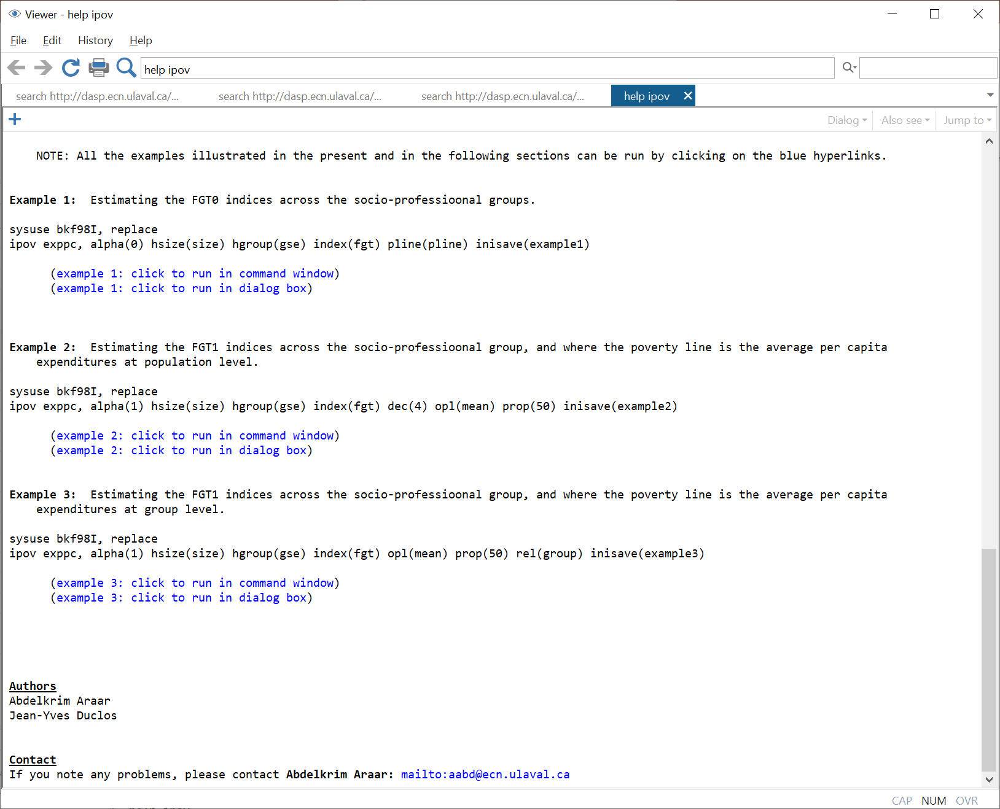 Viewer - help ipov
File Edit History Help
help ipov
search http://dasp.ecn.ulaval.ca/... search http://dasp.ecn.ulaval.ca/... search http://dasp.ecn.ulaval.ca/... help ipov
Dialog Also see Jump to
NOTE: All the examples illustrated in the present and in the following sections can be run by clicking on the blue hyperlinks.
Example 1: Estimating the FGT0 indices across the socio-professioonal groups.
sysuse bkf98I, replace
ipov exppc, alpha(0) hsize(size) hgroup(gse) index(fgt) pline(pline) inisave(example1)
(example 1: click to run in command window)
(example 1: click to run in dialog box)
Example 2: Estimating the FGT1 indices across the socio-professioonal group, and where the poverty line is the average per capita
expenditures at population level.
sysuse bkf98I, replace
ipov exppc, alpha(1) hsize(size) hgroup(gse) index(fgt) dec(4) opl(mean) prop(50) inisave(example2)
(example 2: click to run in command window)
(example 2: click to run in dialog box)
Example 3: Estimating the FGT1 indices across the socio-professioonal group, and where the poverty line is the average per capita
expenditures at group level.
sysuse bkf98I, replace
ipov exppc, alpha(1) hsize(size) hgroup(gse) index(fgt) opl(mean) prop(50) rel(group) inisave(example3)
(example 3: click to run in command window)
(example 3: click to run in dialog box)
Authors
Abdelkrim Araar
Jean-Yves Duclos
Contact
If you note any problems, please contact Abdelkrim Araar: mailto:aabd@ecn.ulaval.ca
CAP NUM OVR